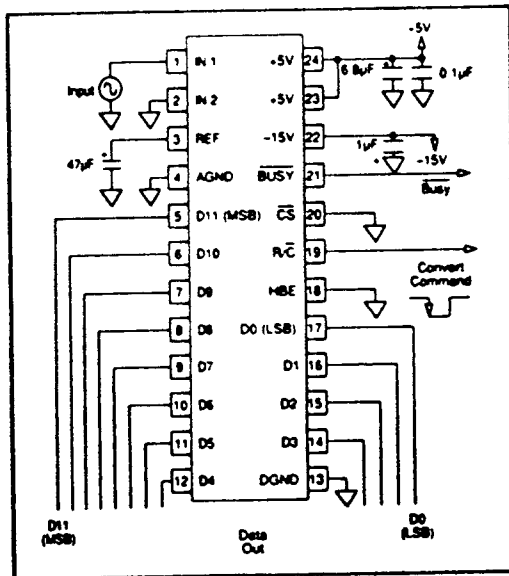 -5V
1 IN 1 +5V 24 6.8µF 0.1µF
Input
2 IN 2 +5V 23
3 REF -15V 22
47µF 1µF -15V
4 AGND BUSY 21 Busy
5 D11 (MSB) CS 20
6 D10 R/C 19
Convert
Command
7 D9 HBE 18
8 D8 D0 (LSB) 17
9 D7 D1 16
10 D6 D2 15
11 D5 D3 14
12 D4 DGND 13
D11
(MSB)
Data
Out
D0
(LSB)